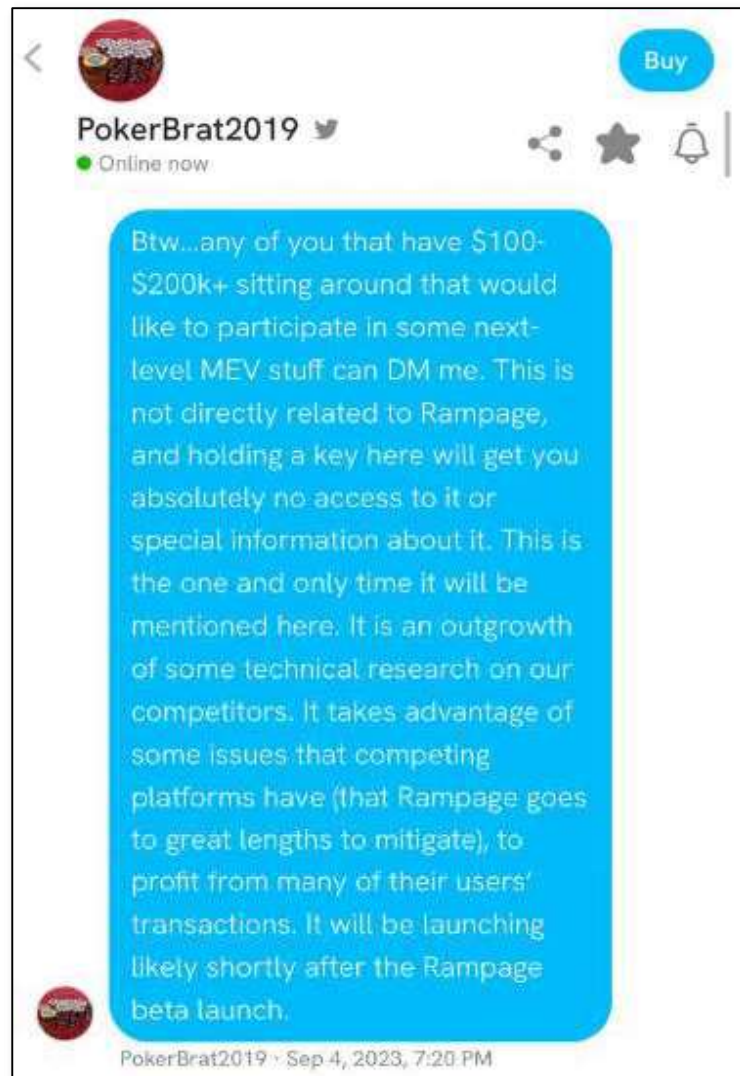 Buy
PokerBrat2019
Online now
Btw...any of you that have $100-
$200k+ sitting around that would
like to participate in some next-
level MEV stuff can DM me. This is
not directly related to Rampage,
and holding a key here will get you
absolutely no access to it or
special information about it. This is
the one and only time it will be
mentioned here. It is an outgrowth
of some technical research on our
competitors. It takes advantage of
some issues that competing
platforms have (that Rampage goes
to great lengths to mitigate), to
profit from many of their users'
transactions. It will be launching
likely shortly after the Rampage
beta launch.
PokerBrat2019 · Sep 4, 2023, 7:20 PM